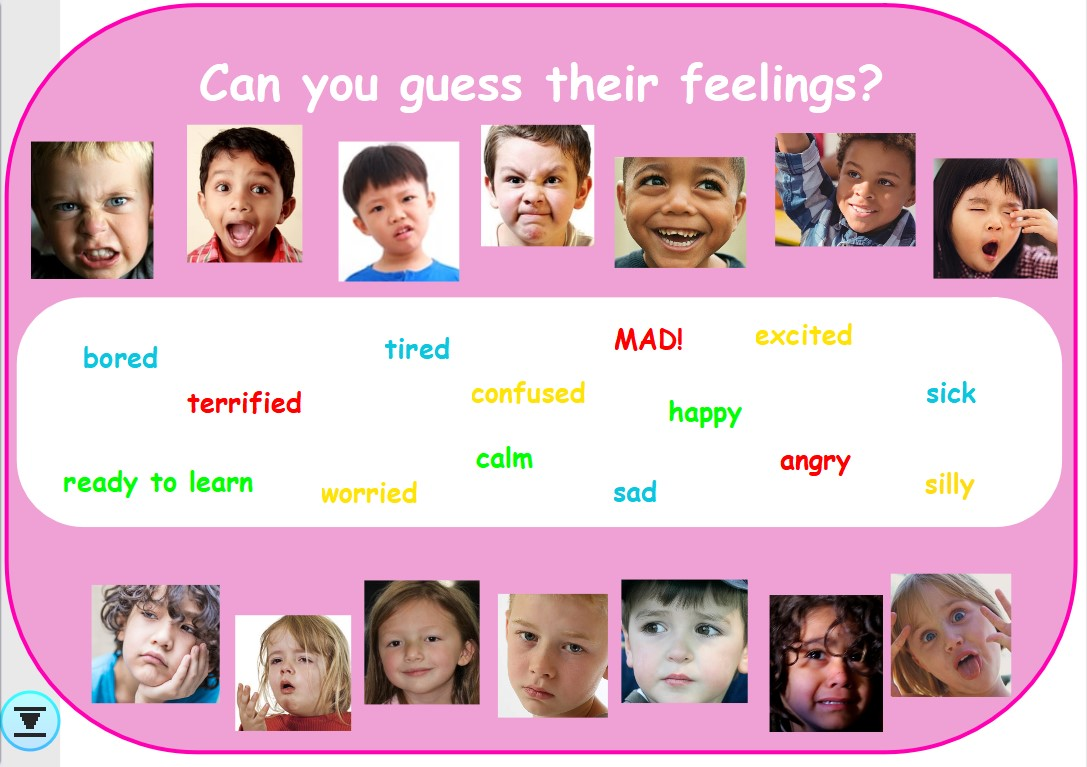 Can you guess their feelings?
MAD!
excited
bored
tired
terrified
confused
happy
sick
calm
angry
ready to learn
worried
sad
silly